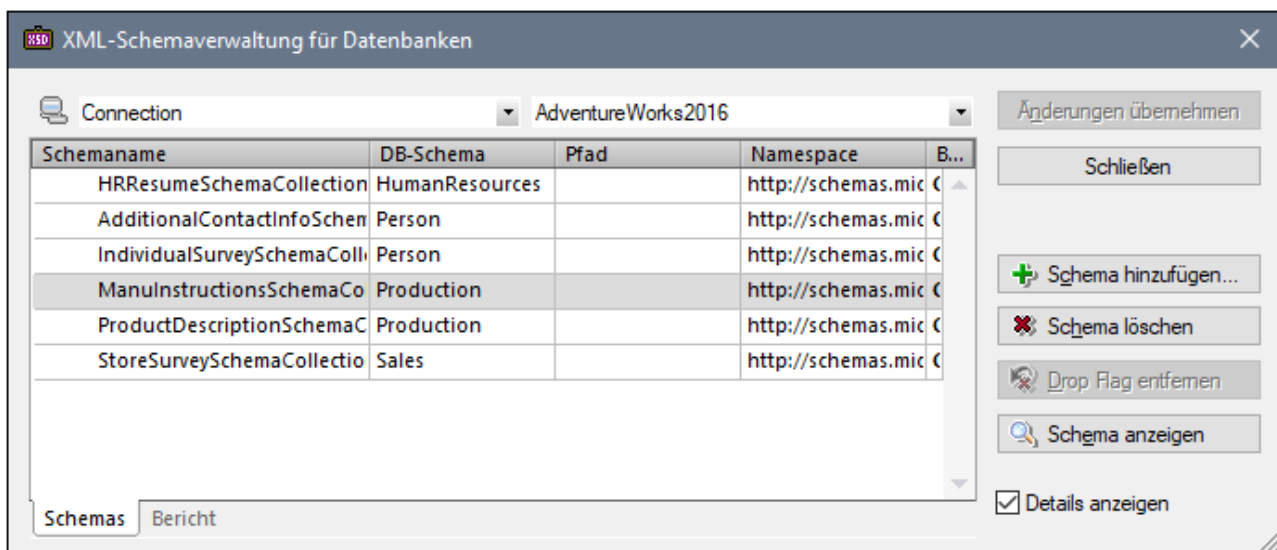 XSD XML-Schemaverwaltung für Datenbanken
Connection AdventureWorks2016 Änderungen übernehmen
Schemaname DB-Schema Pfad Namespace B... Schließen
HRResumeSchemaCollection HumanResources http://schemas.mic
AdditionalContactInfoSchem Person http://schemas.mic
IndividualSurveySchemaColl Person http://schemas.mic
ManuInstructionsSchemaCo Production http://schemas.mic Schema hinzufügen...
ProductDescriptionSchemaC Production http://schemas.mic Schema löschen
StoreSurveySchemaCollectio Sales http://schemas.mic
Drop Flag entfernen
Schema anzeigen
Details anzeigen
Schemas Bericht